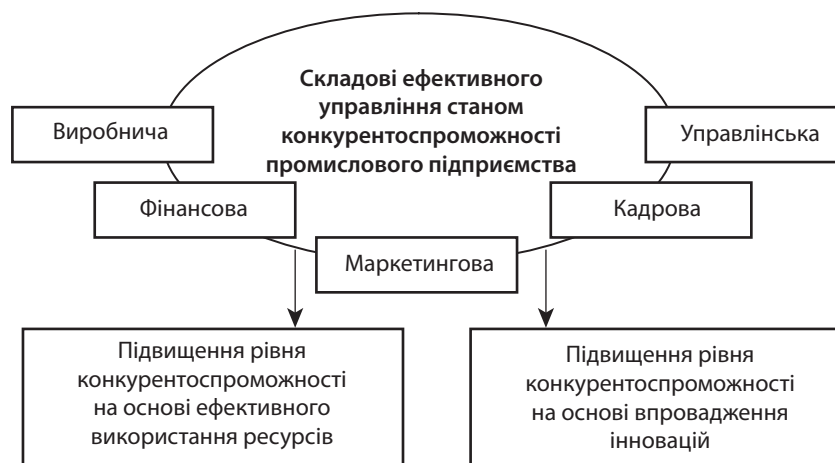 Складові ефективного
управління станом
конкурентоспроможності
промислового підприємства
Виробнича
Управлінська
Фінансова
Кадрова
Маркетингова
Підвищення рівня
конкурентоспроможності
на основі ефективного
використання ресурсів
Підвищення рівня
конкурентоспроможності
на основі впровадження
інновацій